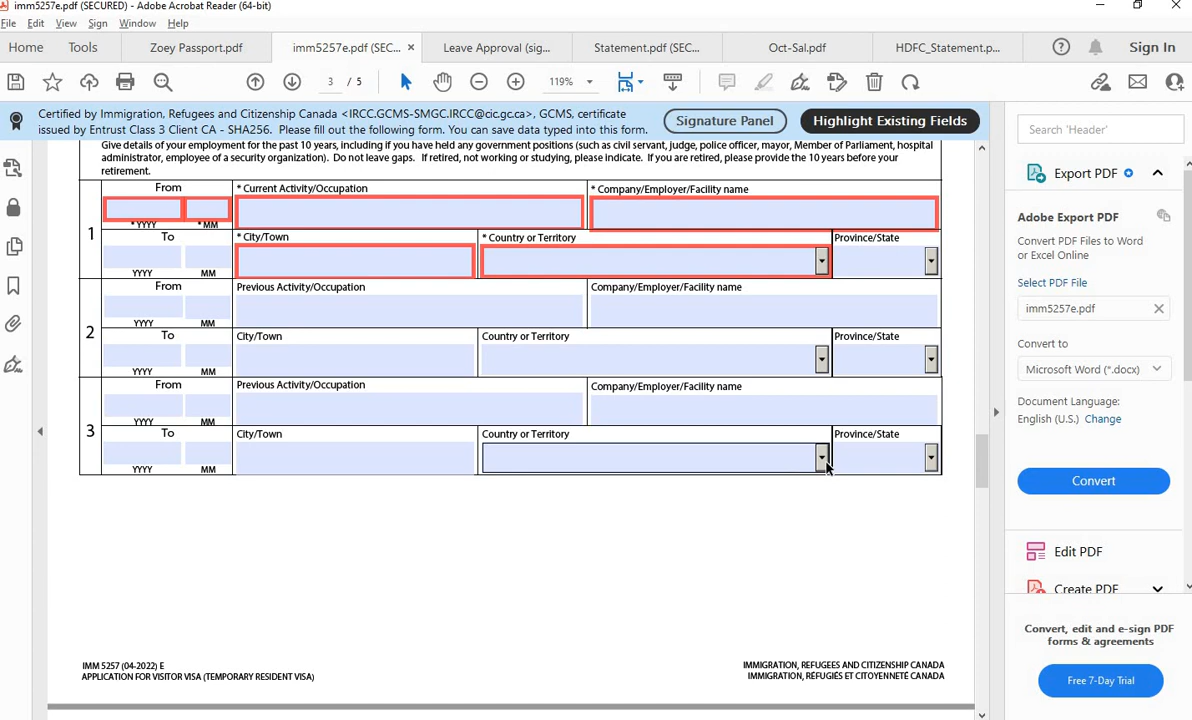 imm5257e.pdf (SECURED) - Adobe Acrobat Reader (64-bit)
File Edit View Sign Window Help
Home Tools Zoey Passport.pdf imm5257e.pdf (SEC... × Leave Approval (sig... Statement.pdf (SEC... Oct-Sal.pdf HDFC_Statement.p... Sign In
3 / 5 119%
Certified by Immigration, Refugees and Citizenship Canada <IRCC.GCMS-SMGC.IRCC@cic.gc.ca>, GCMS, certificate
issued by Entrust Class 3 Client CA - SHA256. Please fill out the following form. You can save data typed into this form.
Signature Panel Highlight Existing Fields
Give details of your employment for the past 10 years, including if you have held any government positions (such as civil servant, judge, police officer, mayor, Member of Parliament, hospital
administrator, employee of a security organization). Do not leave gaps. If retired, not working or studying, please indicate. If you are retired, please provide the 10 years before your
retirement.
From * Current Activity/Occupation * Company/Employer/Facility name
* YYYY * MM
1
To * City/Town * Country or Territory Province/State
YYYY MM
From Previous Activity/Occupation Company/Employer/Facility name
YYYY MM
2
To City/Town Country or Territory Province/State
YYYY MM
From Previous Activity/Occupation Company/Employer/Facility name
YYYY MM
3
To City/Town Country or Territory Province/State
YYYY MM
IMM 5257 (04-2022) E
APPLICATION FOR VISITOR VISA (TEMPORARY RESIDENT VISA)
IMMIGRATION, REFUGEES AND CITIZENSHIP CANADA
IMMIGRATION, RÉFUGIÉS ET CITOYENNETÉ CANADA
Search 'Header'
Export PDF
Adobe Export PDF
Convert PDF Files to Word
or Excel Online
Select PDF File
imm5257e.pdf
Convert to
Microsoft Word (*.docx)
Document Language:
English (U.S.) Change
Convert
Edit PDF
Create PDF
Convert, edit and e-sign PDF
forms & agreements
Free 7-Day Trial